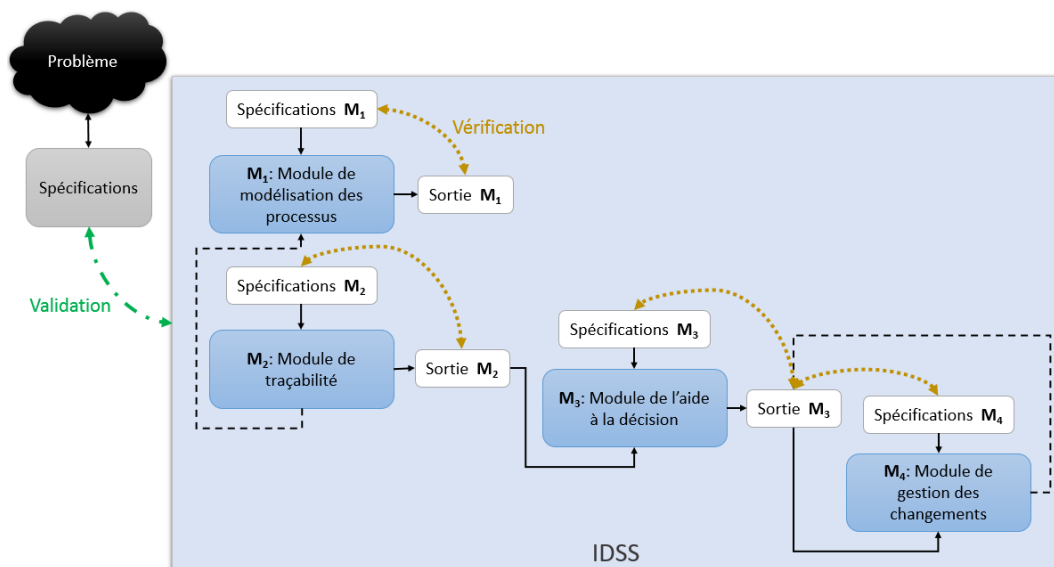 Problème
Spécifications
Validation
Spécifications M₁
Vérification
M₁: Module de
modélisation des
processus
Sortie M₁
Spécifications M₂
M₂: Module de
traçabilité
Sortie M₂
Spécifications M₃
M₃: Module de l'aide
à la décision
Sortie M₃
Spécifications M₄
M₄: Module de
gestion des
changements
IDSS